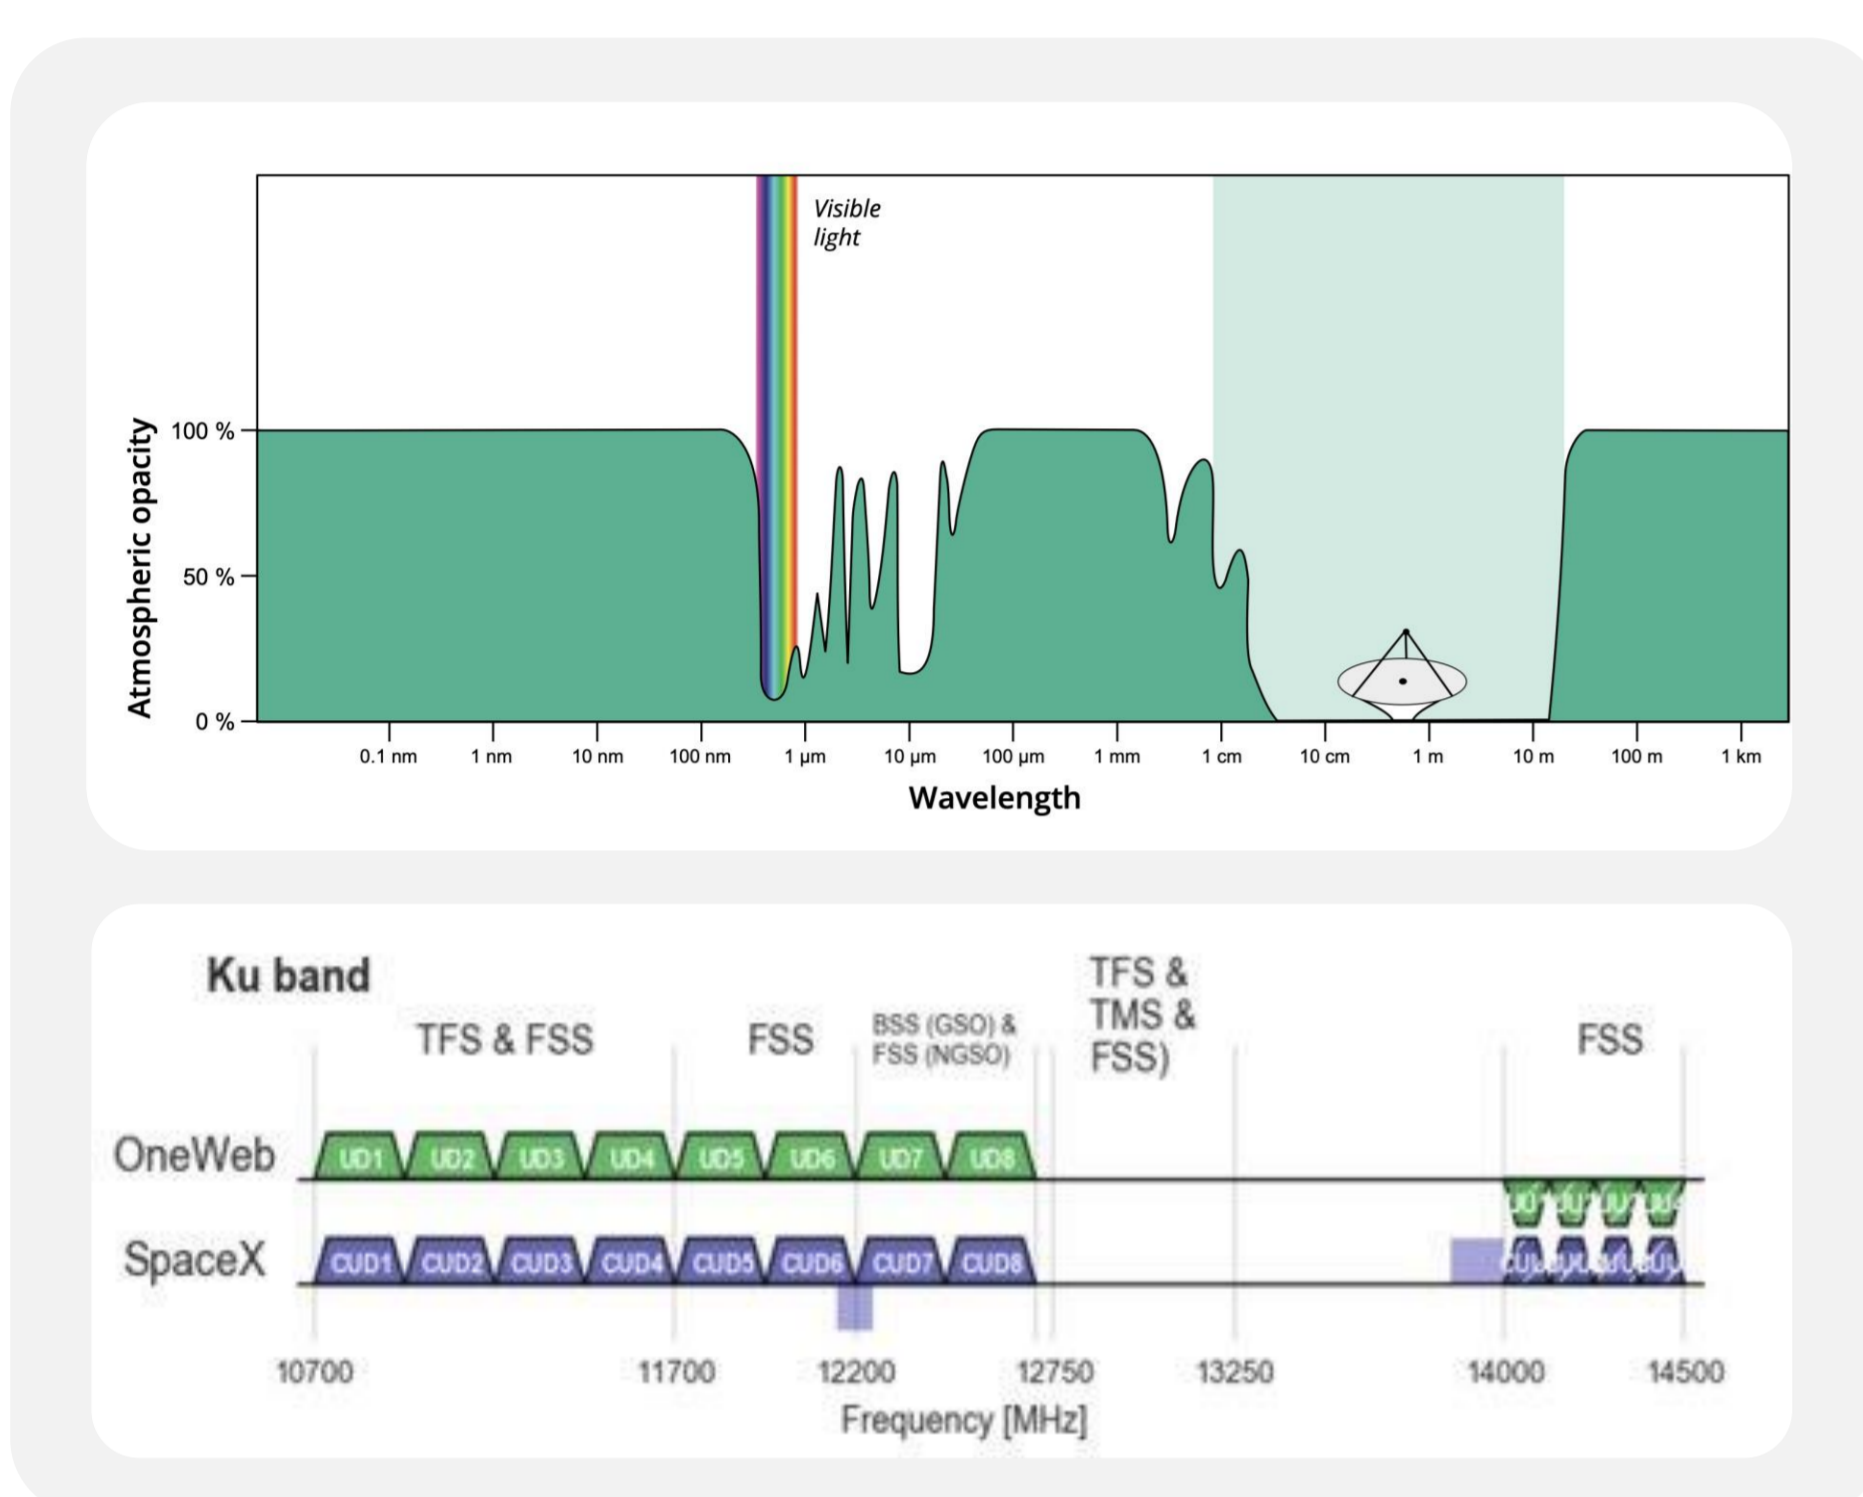 Visible
light
Atmospheric opacity
100 %
50 %
0 %
0.1 nm 1 nm 10 nm 100 nm 1 µm 10 µm 100 µm 1 mm 1 cm 10 cm 1 m 10 m 100 m 1 km
Wavelength
Ku band
TFS & FSS
FSS
BSS (GSO) &
FSS (NGSO)
TFS &
TMS &
FSS)
FSS
OneWeb
UD1 UD2 UD3 UD4 UD5 UD6 UD7 UD8
SpaceX
CUD1 CUD2 CUD3 CUD4 CUD5 CUD6 CUD7 CUD8
10700 11700 12200 12750 13250 14000 14500
Frequency [MHz]